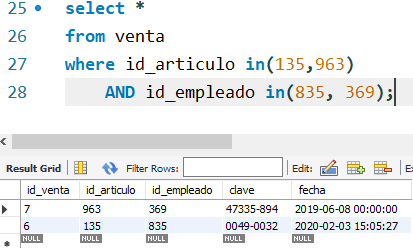 25 select *
26 from venta
27 where id_articulo in(135,963)
28 AND id_empleado in(835, 369);
Result Grid Filter Rows: Edit: Ex
id_venta id_articulo id_empleado clave fecha
7 963 369 47335-894 2019-06-08 00:00:00
6 135 835 0049-0032 2020-02-03 15:05:27
NULL NULL NULL NULL NULL